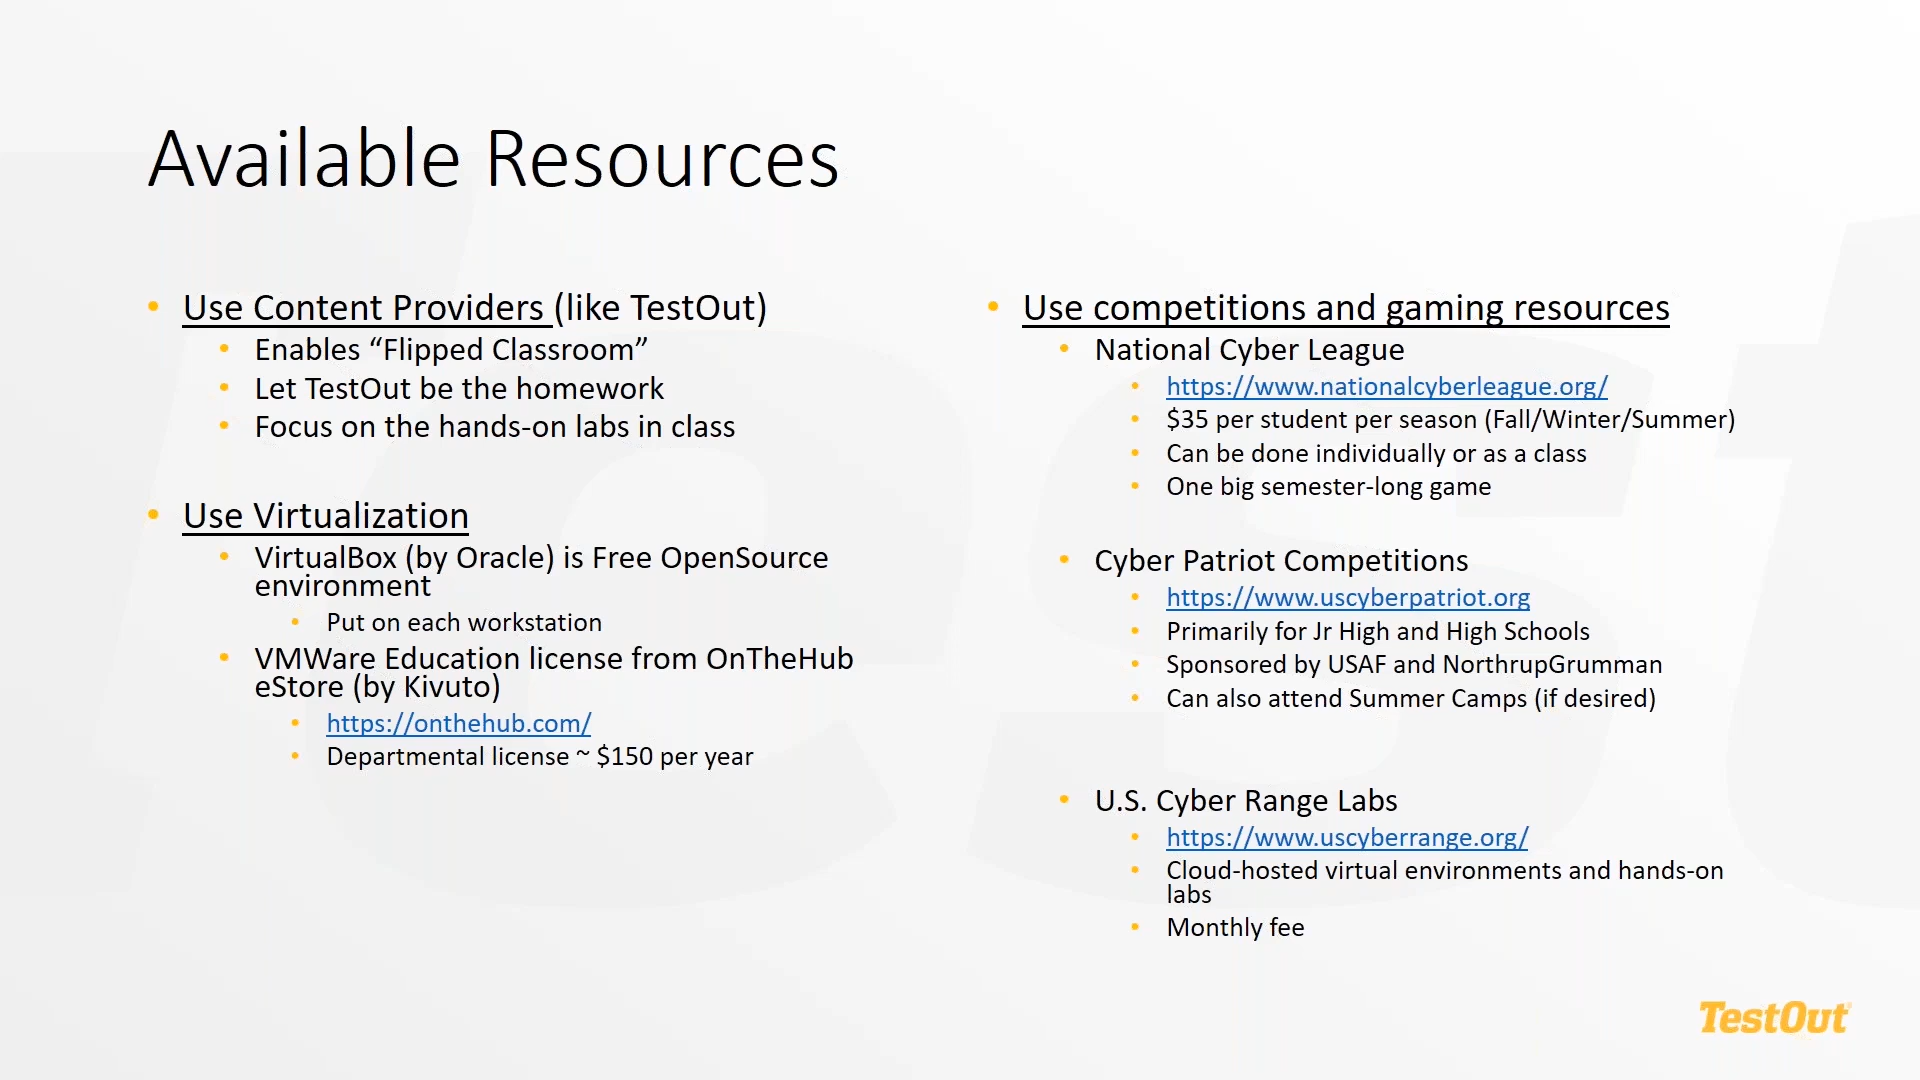 Available Resources
• Use Content Providers (like TestOut)
• Enables “Flipped Classroom”
• Let TestOut be the homework
• Focus on the hands-on labs in class
• Use Virtualization
• VirtualBox (by Oracle) is Free OpenSource
environment
• Put on each workstation
• VMWare Education license from OnTheHub
eStore (by Kivuto)
• https://onthehub.com/
• Departmental license ~ $150 per year
• Use competitions and gaming resources
• National Cyber League
• https://www.nationalcyberleague.org/
• $35 per student per season (Fall/Winter/Summer)
• Can be done individually or as a class
• One big semester-long game
• Cyber Patriot Competitions
• https://www.uscyberpatriot.org
• Primarily for Jr High and High Schools
• Sponsored by USAF and NorthrupGrumman
• Can also attend Summer Camps (if desired)
• U.S. Cyber Range Labs
• https://www.uscyberrange.org/
• Cloud-hosted virtual environments and hands-on
labs
• Monthly fee
TestOut